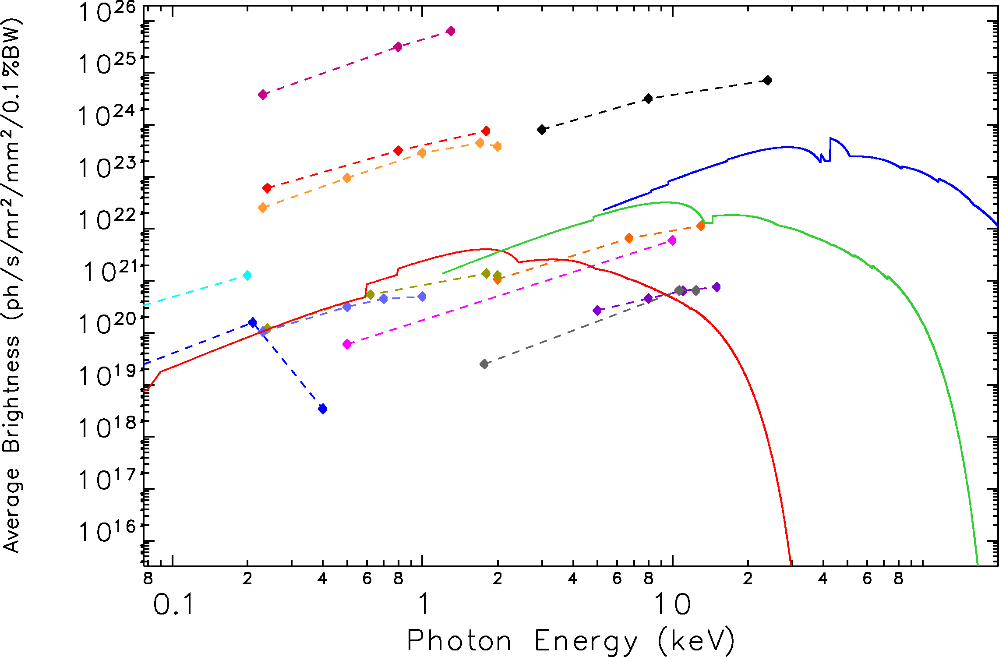 Average Brightness (ph/s/mr²/mm²/0.1%BW)
10²⁶
10²⁵
10²⁴
10²³
10²²
10²¹
10²⁰
10¹⁹
10¹⁸
10¹⁷
10¹⁶
8 2 4 6 8 2 4 6 8 2 4 6 8
0.1 1 10
Photon Energy (keV)